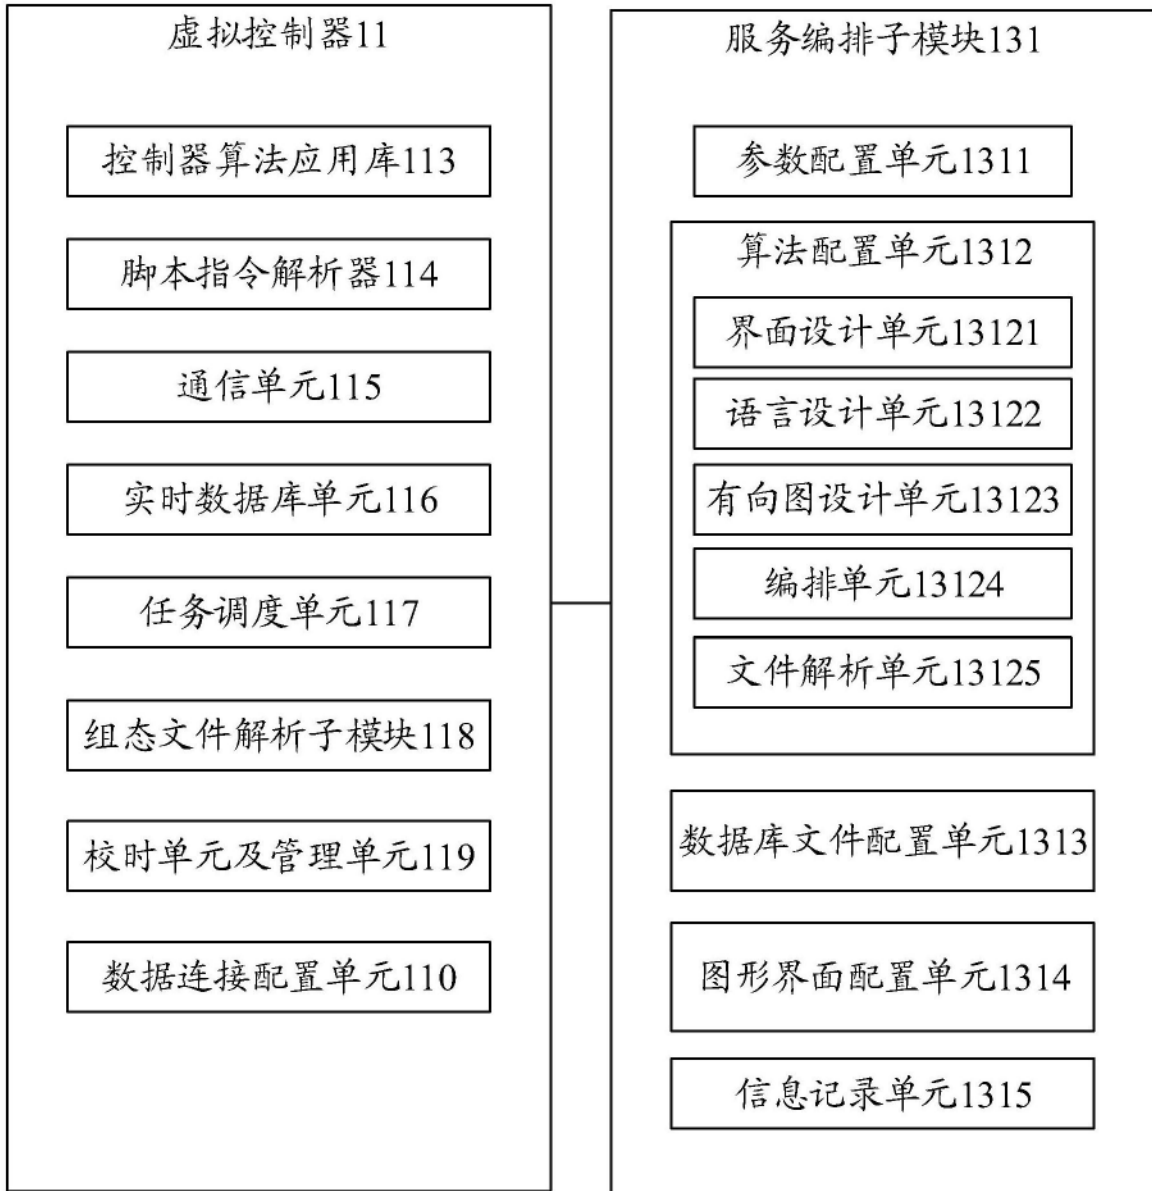 虚拟控制器11
控制器算法应用库113
脚本指令解析器114
通信单元115
实时数据库单元116
任务调度单元117
组态文件解析子模块118
校时单元及管理单元119
数据连接配置单元110
服务编排子模块131
参数配置单元1311
算法配置单元1312
界面设计单元13121
语言设计单元13122
有向图设计单元13123
编排单元13124
文件解析单元13125
数据库文件配置单元1313
图形界面配置单元1314
信息记录单元1315